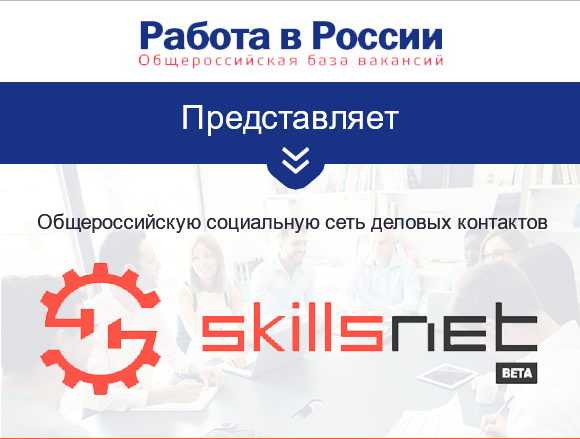 Работа в России
Общероссийская база вакансий
Представляет
Общероссийскую социальную сеть деловых контактов
skillsnet
BETA